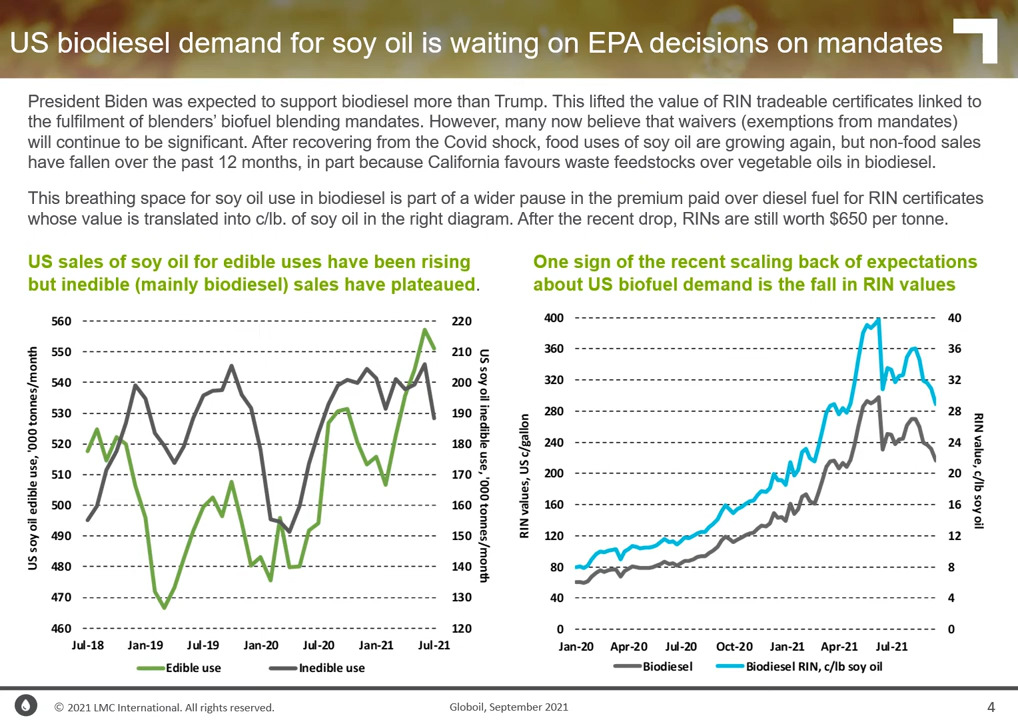 US biodiesel demand for soy oil is waiting on EPA decisions on mandates
President Biden was expected to support biodiesel more than Trump. This lifted the value of RIN tradeable certificates linked to
the fulfilment of blenders’ biofuel blending mandates. However, many now believe that waivers (exemptions from mandates)
will continue to be significant. After recovering from the Covid shock, food uses of soy oil are growing again, but non-food sales
have fallen over the past 12 months, in part because California favours waste feedstocks over vegetable oils in biodiesel.
This breathing space for soy oil use in biodiesel is part of a wider pause in the premium paid over diesel fuel for RIN certificates
whose value is translated into c/lb. of soy oil in the right diagram. After the recent drop, RINs are still worth $650 per tonne.
US sales of soy oil for edible uses have been rising
but inedible (mainly biodiesel) sales have plateaued.
US soy oil edible use, '000 tonnes/month
560
550
540
530
520
510
500
490
480
470
460
220
210
200
190
180
170
160
150
140
130
120
US soy oil inedible use, '000 tonnes/month
Jul-18 Jan-19 Jul-19 Jan-20 Jul-20 Jan-21 Jul-21
Edible use Inedible use
One sign of the recent scaling back of expectations
about US biofuel demand is the fall in RIN values
RIN values, US c/gallon
400
360
320
280
240
200
160
120
80
40
0
40
36
32
28
24
20
16
12
8
4
0
RIN value, c/lb soy oil
Jan-20 Apr-20 Jul-20 Oct-20 Jan-21 Apr-21 Jul-21
Biodiesel Biodiesel RIN, c/lb soy oil
© 2021 LMC International. All rights reserved.
Globoil, September 2021
4